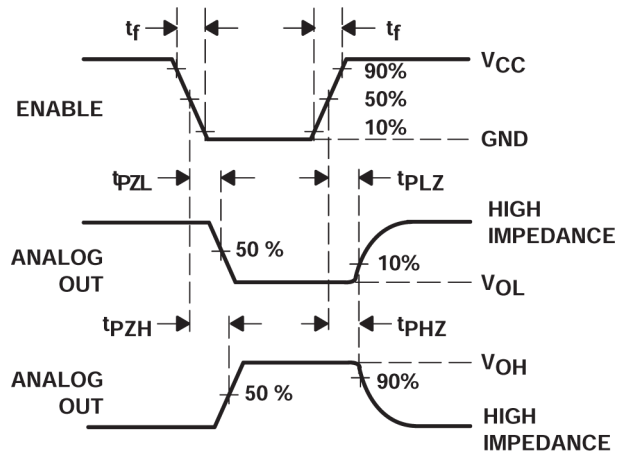 tf
tf
VCC
90%
ENABLE
50%
10%
GND
tPZL
tPLZ
HIGH
IMPEDANCE
ANALOG
OUT
50 %
10%
VOL
tPZH
tPHZ
VOH
ANALOG
OUT
50 %
90%
HIGH
IMPEDANCE